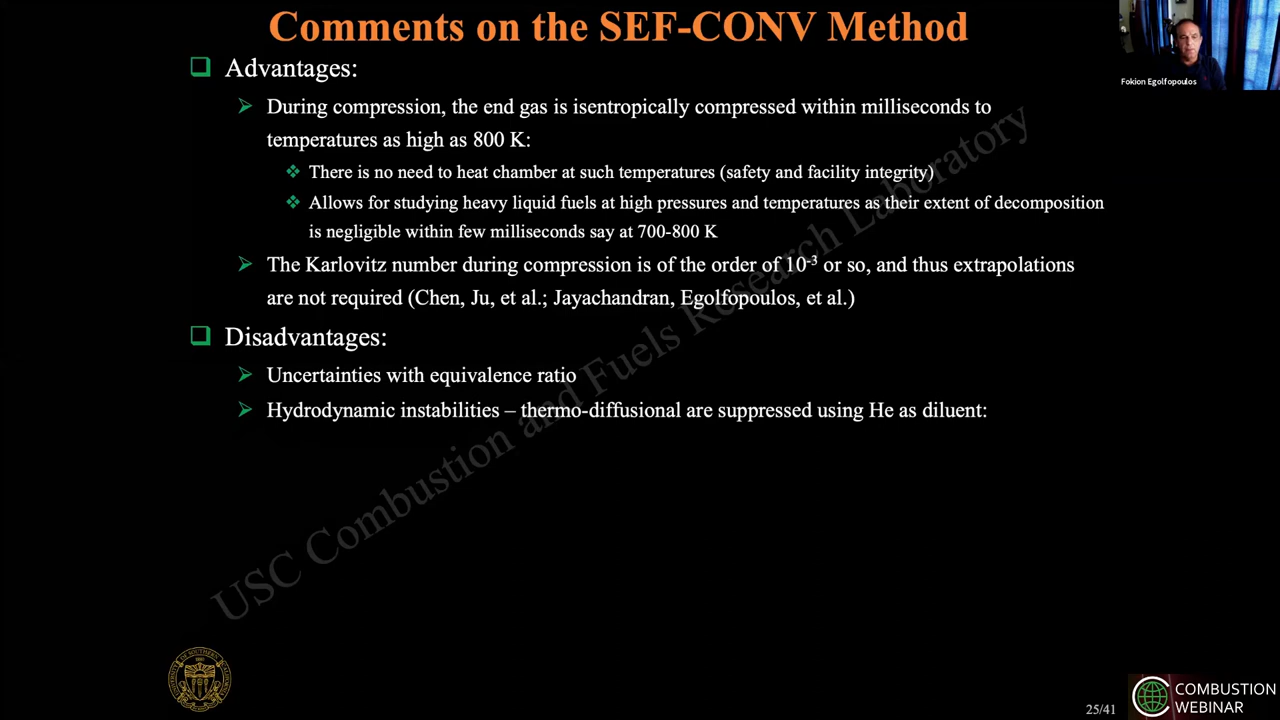 Comments on the SEF-CONV Method
Fokion Egolfopoulos
Advantages:
During compression, the end gas is isentropically compressed within milliseconds to
temperatures as high as 800 K:
There is no need to heat chamber at such temperatures (safety and facility integrity)
Allows for studying heavy liquid fuels at high pressures and temperatures as their extent of decomposition
is negligible within few milliseconds say at 700-800 K
The Karlovitz number during compression is of the order of 10⁻³ or so, and thus extrapolations
are not required (Chen, Ju, et al.; Jayachandran, Egolfopoulos, et al.)
Disadvantages:
Uncertainties with equivalence ratio
Hydrodynamic instabilities – thermo-diffusional are suppressed using He as diluent:
USC Combustion and Fuels Research Laboratory
25/41
COMBUSTION
WEBINAR